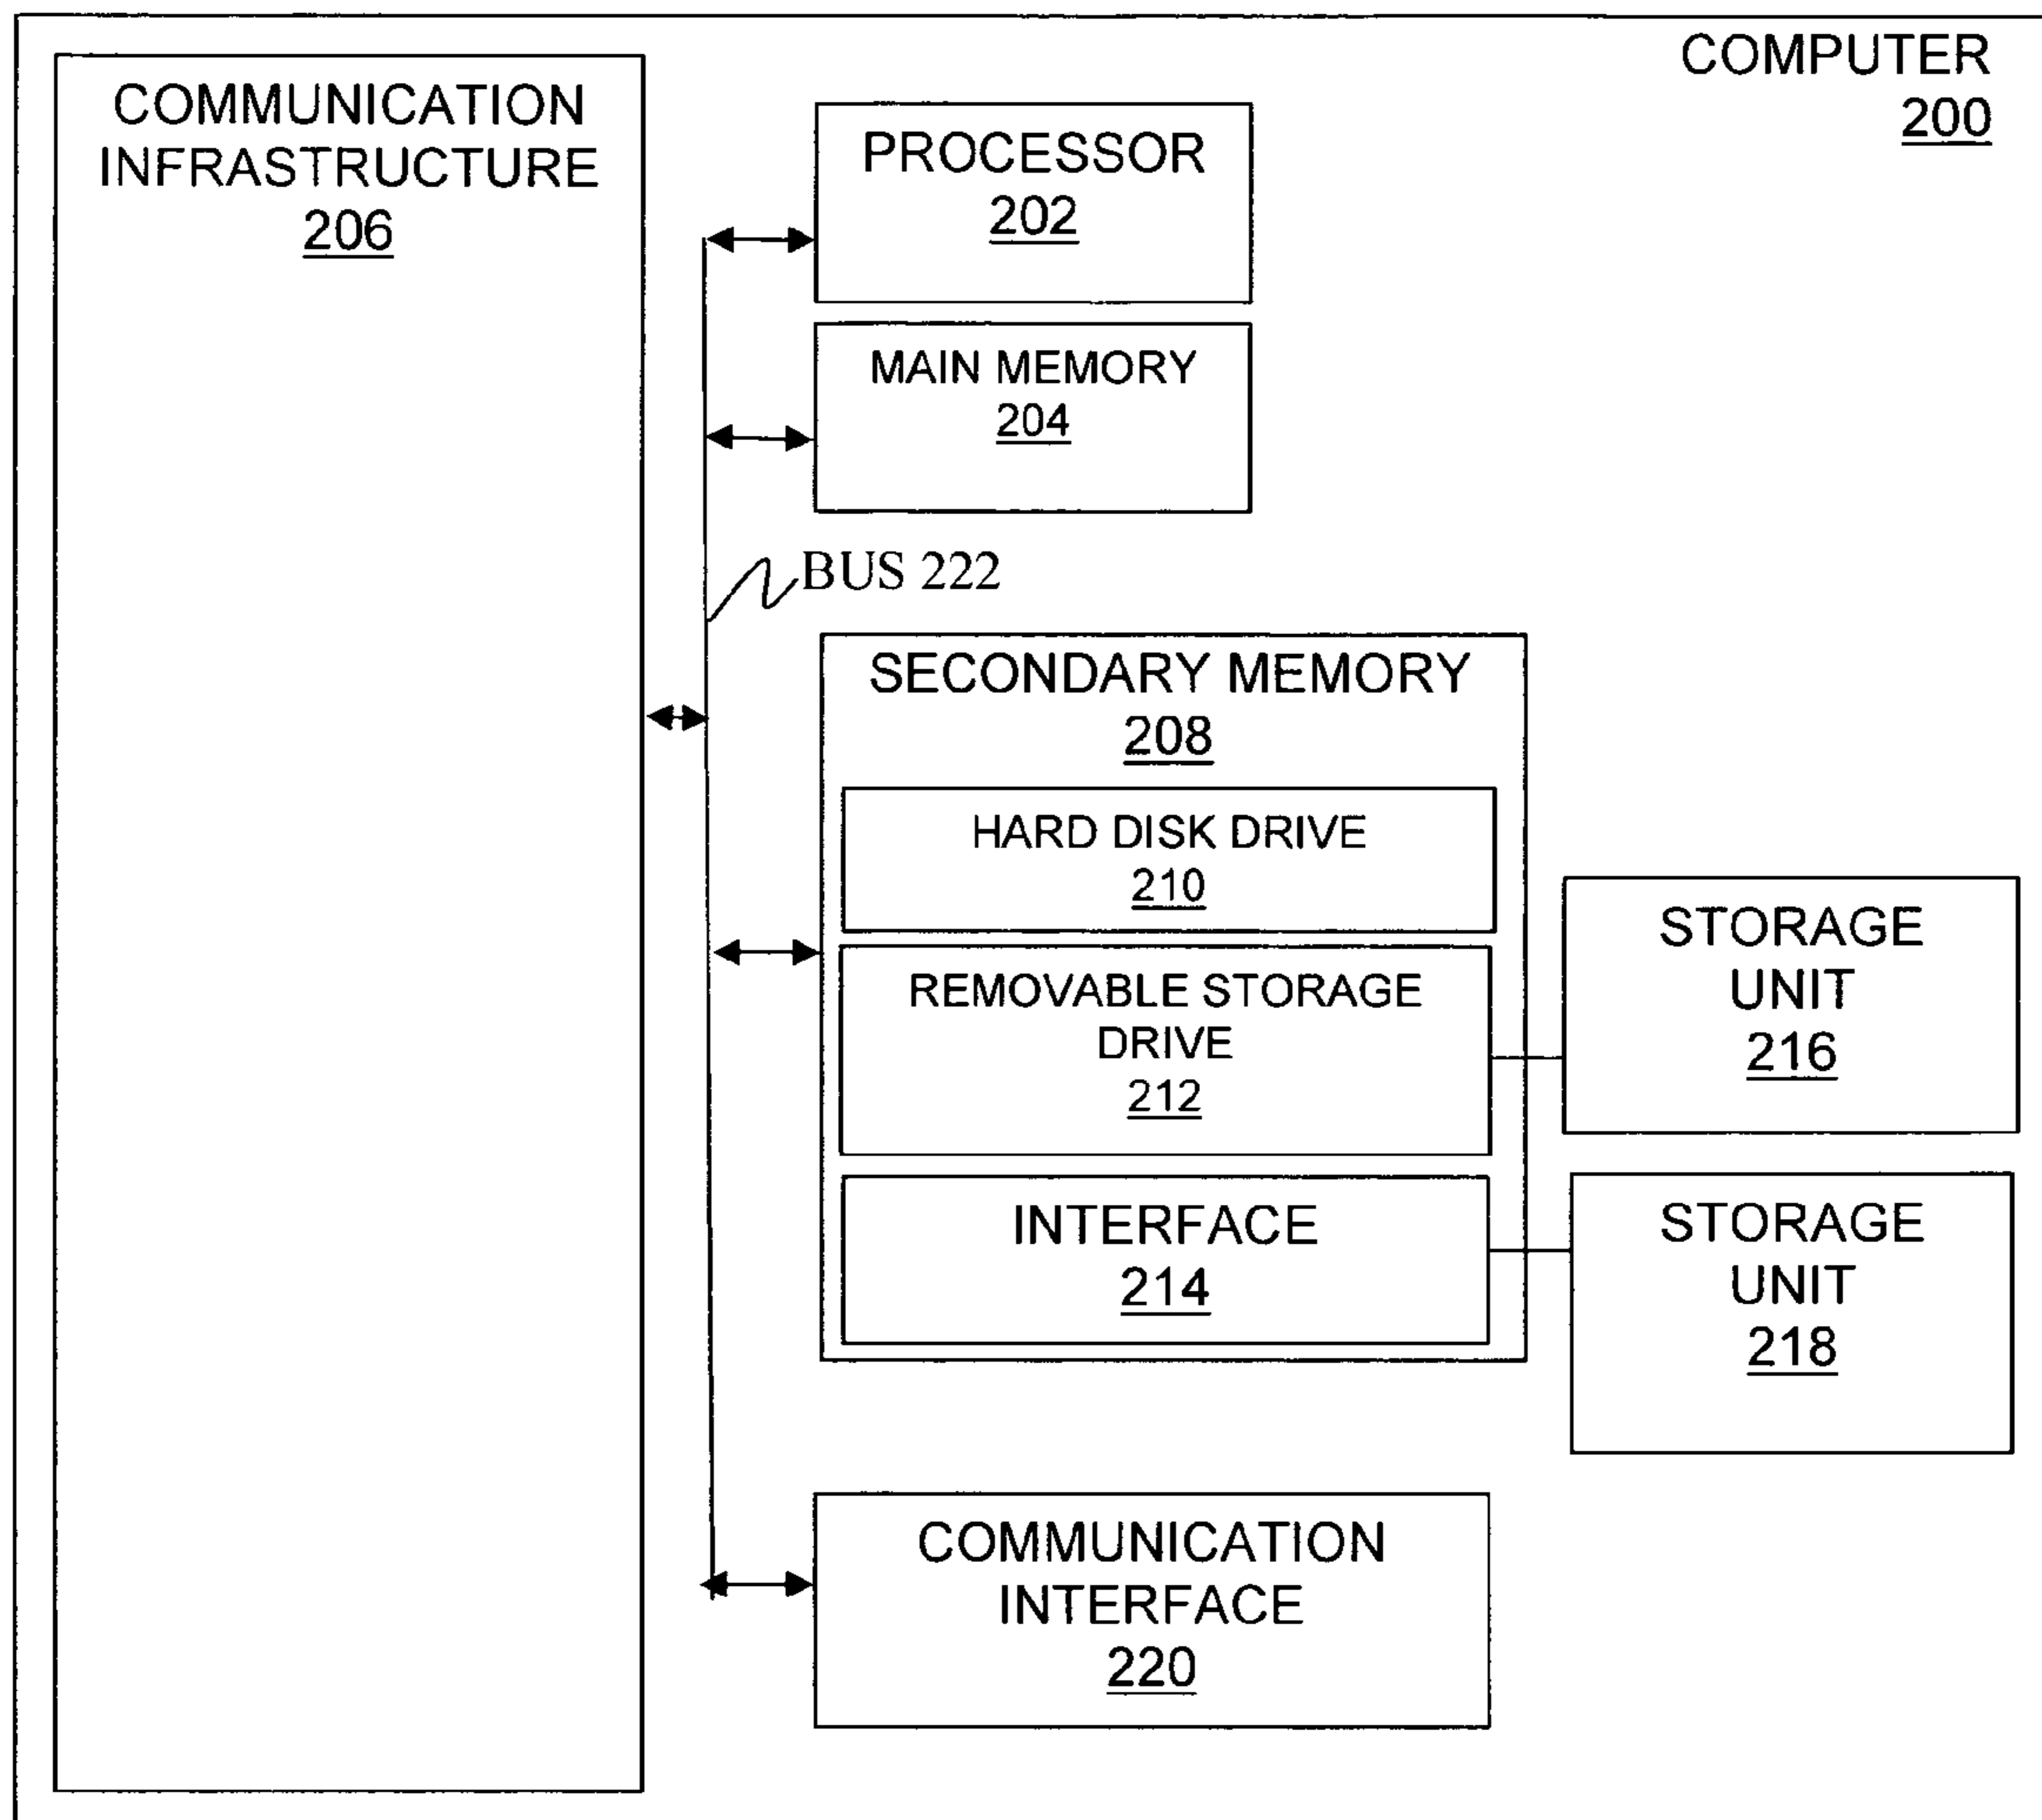 COMPUTER
200
COMMUNICATION
INFRASTRUCTURE
206
PROCESSOR
202
MAIN MEMORY
204
BUS 222
SECONDARY MEMORY
208
HARD DISK DRIVE
210
REMOVABLE STORAGE
DRIVE
212
INTERFACE
214
STORAGE
UNIT
216
STORAGE
UNIT
218
COMMUNICATION
INTERFACE
220